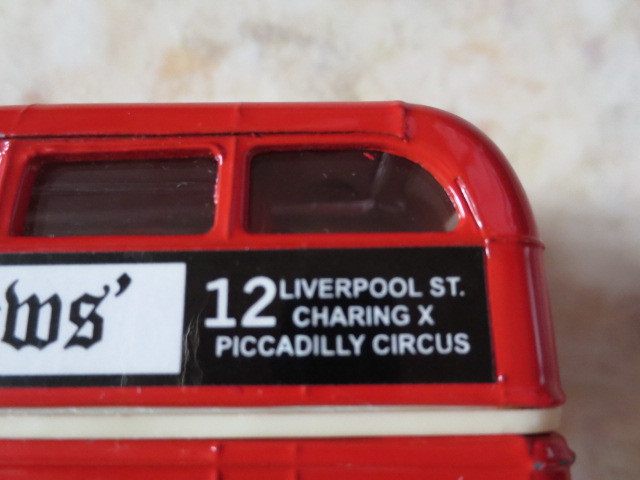 ws'
12 LIVERPOOL ST.
CHARING X
PICCADILLY CIRCUS